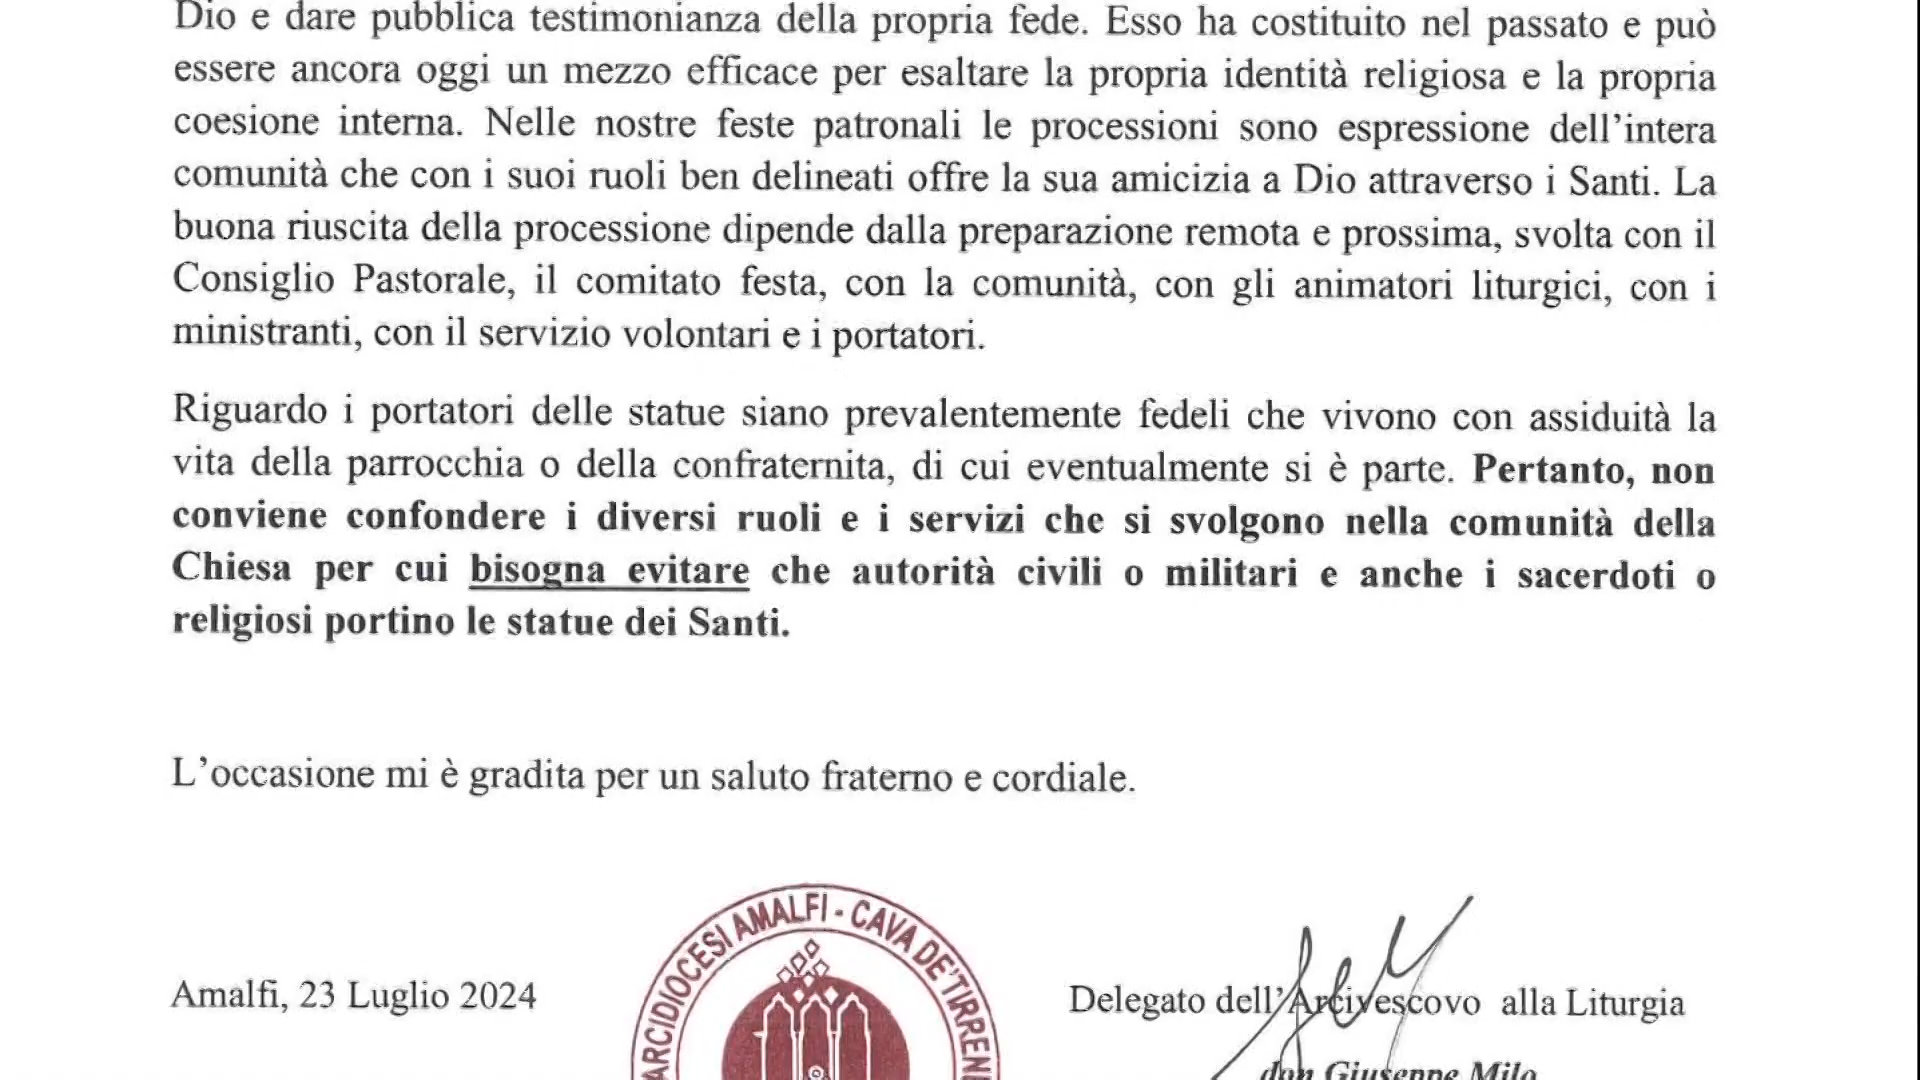 Dio e dare pubblica testimonianza della propria fede. Esso ha costituito nel passato e può
essere ancora oggi un mezzo efficace per esaltare la propria identità religiosa e la propria
coesione interna. Nelle nostre feste patronali le processioni sono espressione dell’intera
comunità che con i suoi ruoli ben delineati offre la sua amicizia a Dio attraverso i Santi. La
buona riuscita della processione dipende dalla preparazione remota e prossima, svolta con il
Consiglio Pastorale, il comitato festa, con la comunità, con gli animatori liturgici, con i
ministranti, con il servizio volontari e i portatori.
Riguardo i portatori delle statue siano prevalentemente fedeli che vivono con assiduità la
vita della parrocchia o della confraternita, di cui eventualmente si è parte. Pertanto, non
conviene confondere i diversi ruoli e i servizi che si svolgono nella comunità della
Chiesa per cui bisogna evitare che autorità civili o militari e anche i sacerdoti o
religiosi portino le statue dei Santi.
L’occasione mi è gradita per un saluto fraterno e cordiale.
ARCIDIOCESI AMALFI - CAVA DE'TIRRENI
Amalfi, 23 Luglio 2024
Delegato dell’Arcivescovo alla Liturgia
don Giuseppe Milo